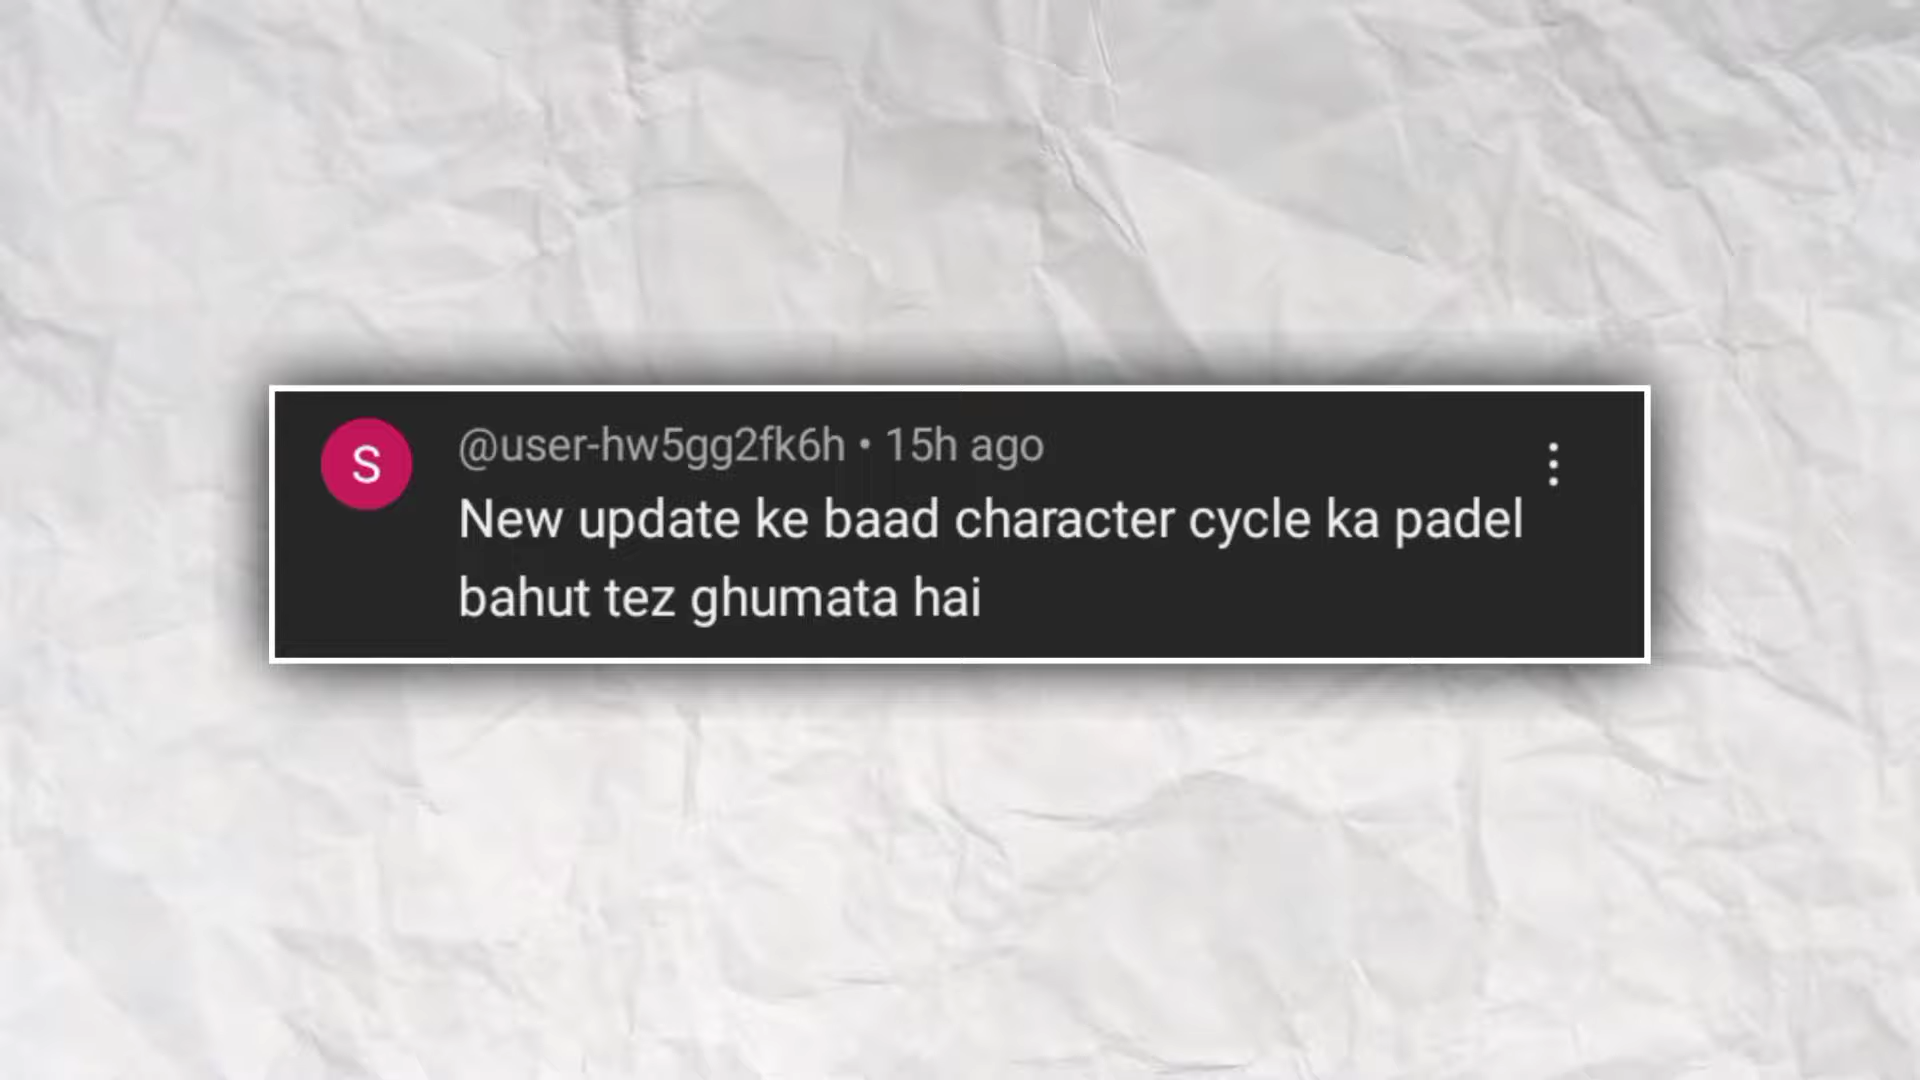 S
@user-hw5gg2fk6h • 15h ago
New update ke baad character cycle ka padel
bahut tez ghumata hai